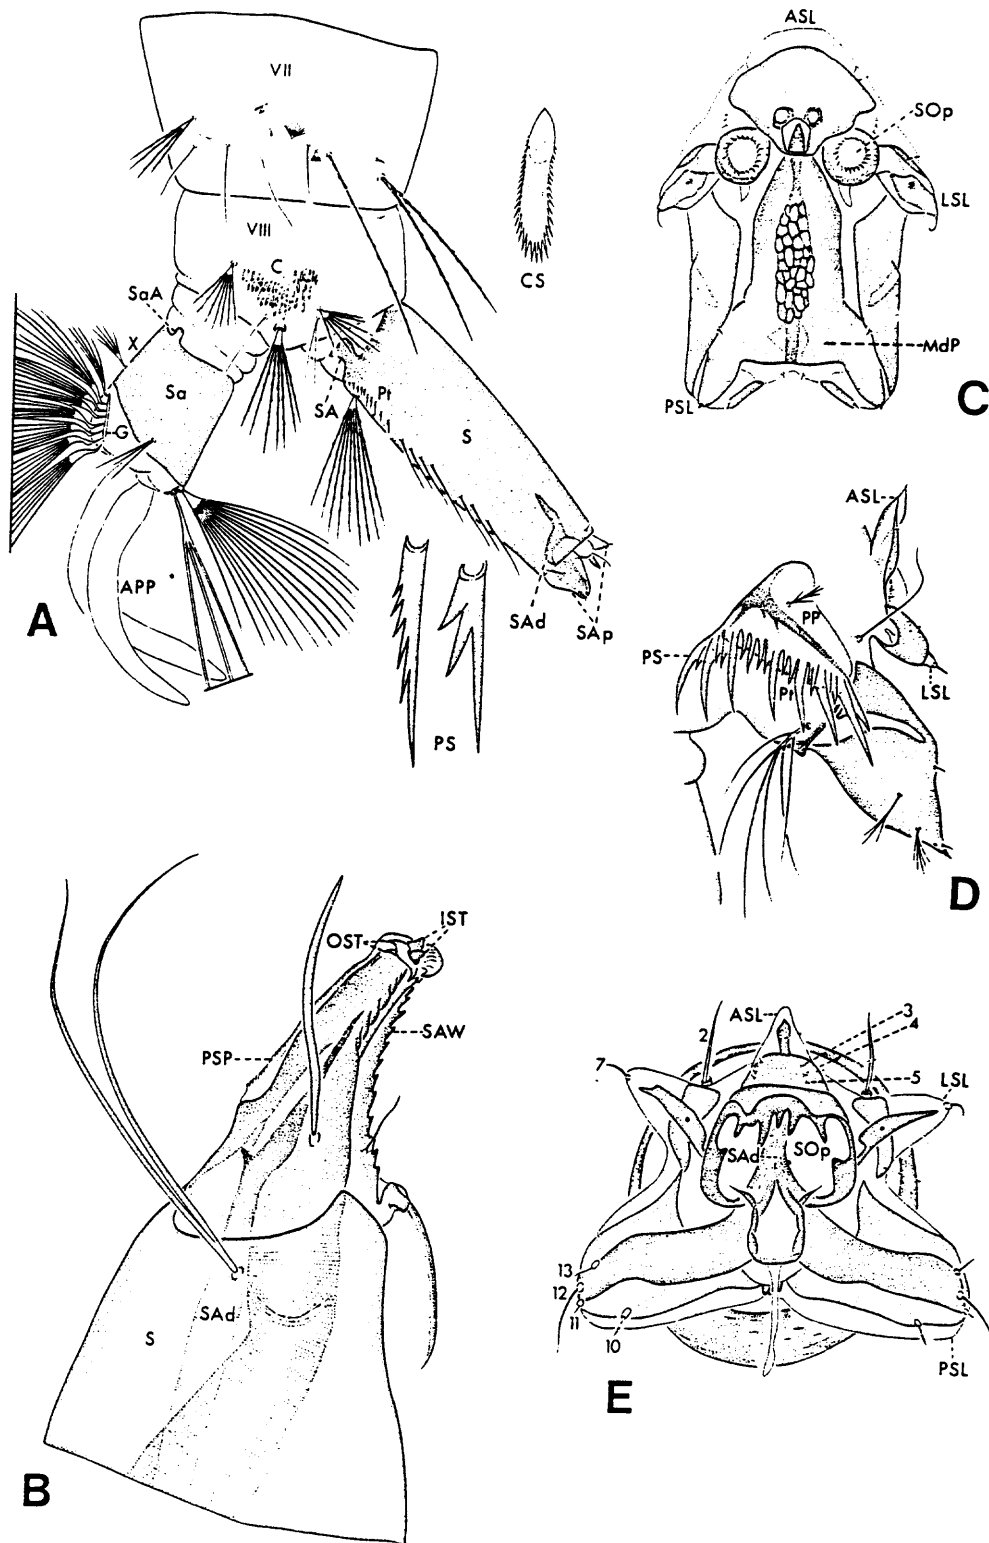 VII
VIII
C
SaA
X
Sa
G
SA
Pt
S
APP
SAd
SAp
CS
PS
A
ASL
SOp
LSL
MdP
PSL
C
ASL
PP
PS
Pt
LSL
D
IST
OST
SAW
PSP
SAd
S
B
ASL
3
2
4
7
5
LSL
SAd
SOp
13
12
11
10
PSL
E